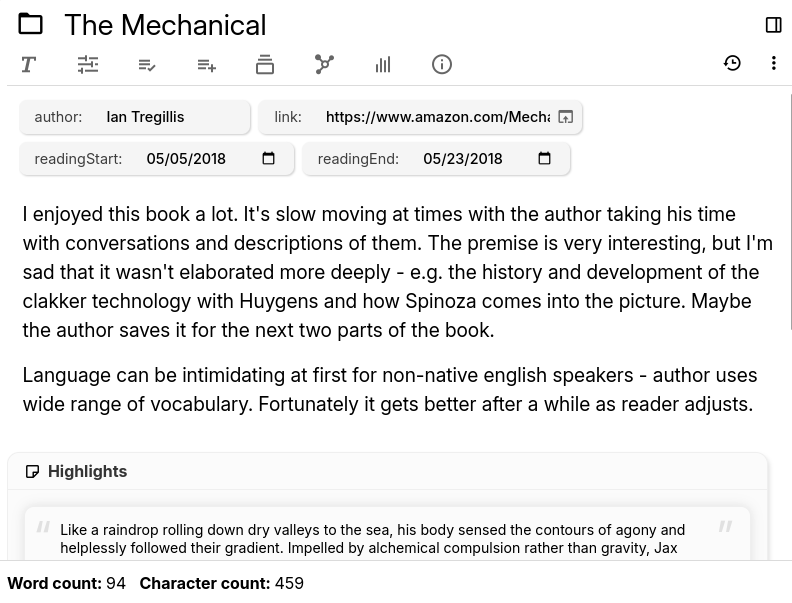 The Mechanical
author: Ian Tregillis link: https://www.amazon.com/Mecha
readingStart: 05/05/2018 readingEnd: 05/23/2018
I enjoyed this book a lot. It's slow moving at times with the author taking his time
with conversations and descriptions of them. The premise is very interesting, but I'm
sad that it wasn't elaborated more deeply - e.g. the history and development of the
clakker technology with Huygens and how Spinoza comes into the picture. Maybe
the author saves it for the next two parts of the book.
Language can be intimidating at first for non-native english speakers - author uses
wide range of vocabulary. Fortunately it gets better after a while as reader adjusts.
Highlights
Like a raindrop rolling down dry valleys to the sea, his body sensed the contours of agony and
helplessly followed their gradient. Impelled by alchemical compulsion rather than gravity, Jax
Word count: 94 Character count: 459